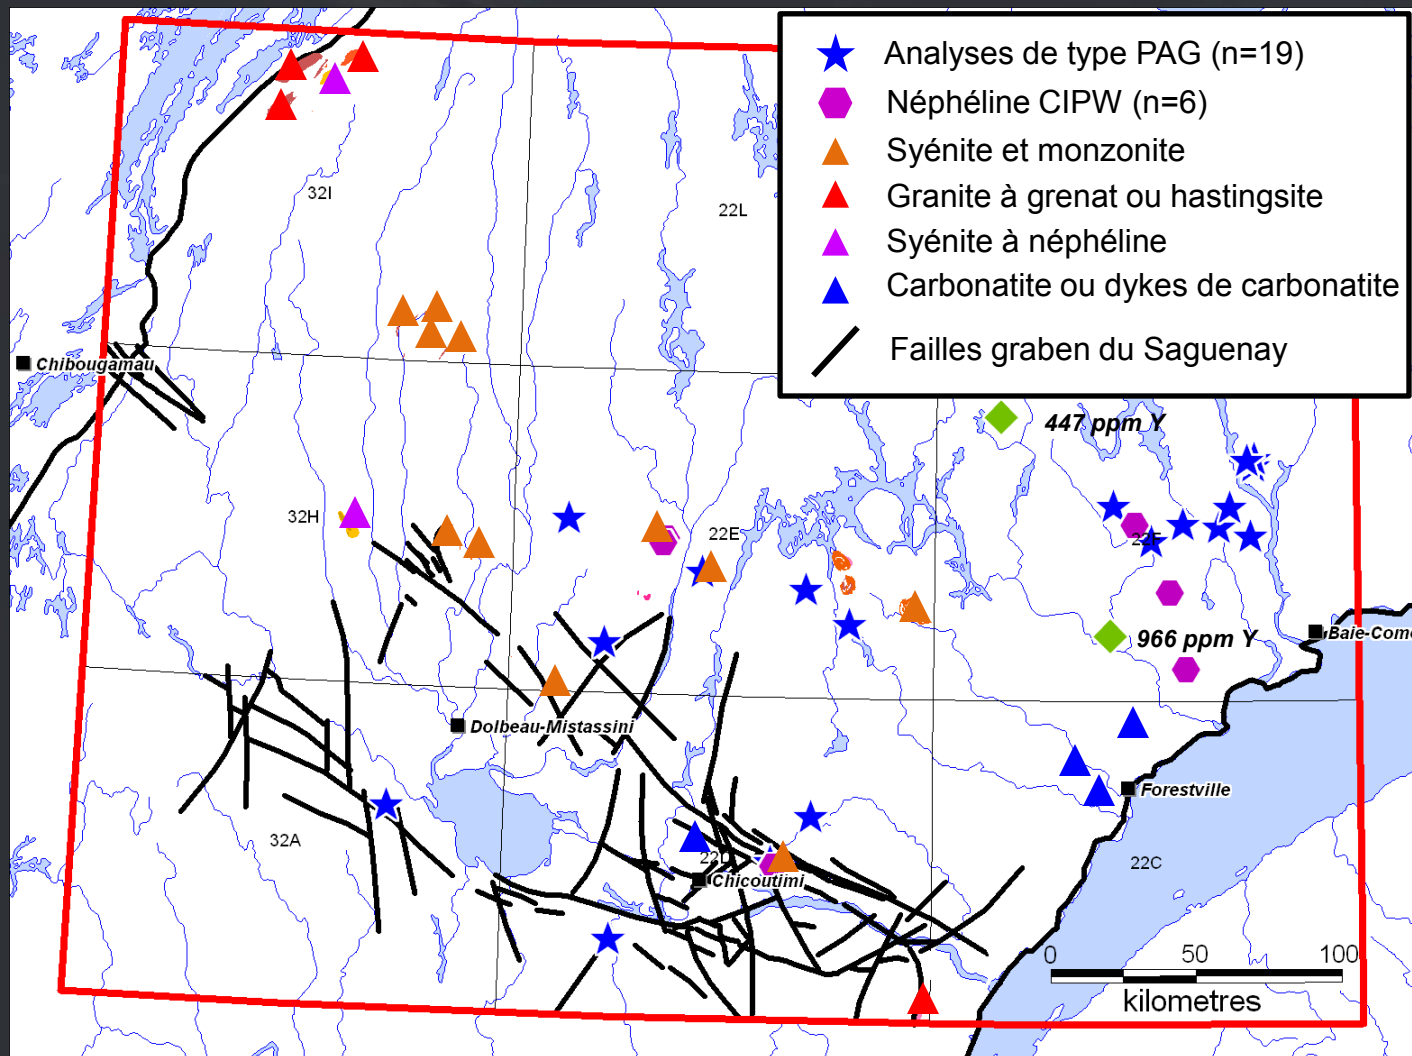 Analyses de type PAG (n=19)
Néphéline CIPW (n=6)
Syénite et monzonite
Granite à grenat ou hastingsite
Syénite à néphéline
Carbonatite ou dykes de carbonatite
Failles graben du Saguenay
32I
22L
Chibougamau
447 ppm Y
32H
22E
22F
966 ppm Y
Baie-Com
Dolbeau-Mistassini
Forestville
32A
22D
Chicoutimi
22C
0 50 100
kilometres